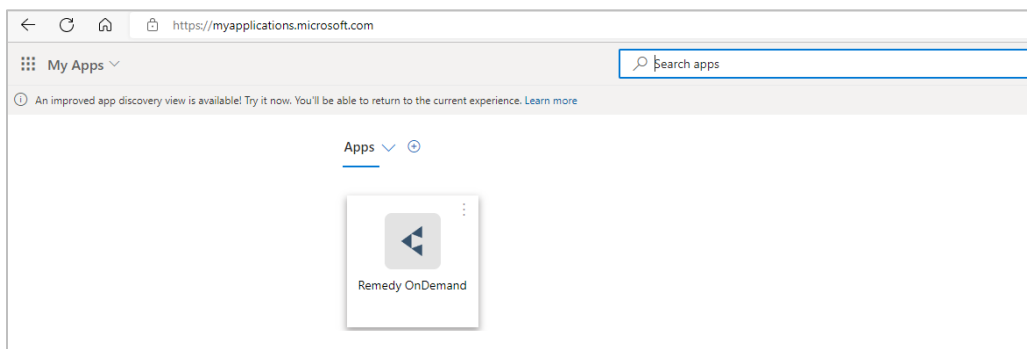 https://myapplications.microsoft.com
My Apps
Search apps
An improved app discovery view is available! Try it now. You'll be able to return to the current experience. Learn more
Apps
Remedy OnDemand